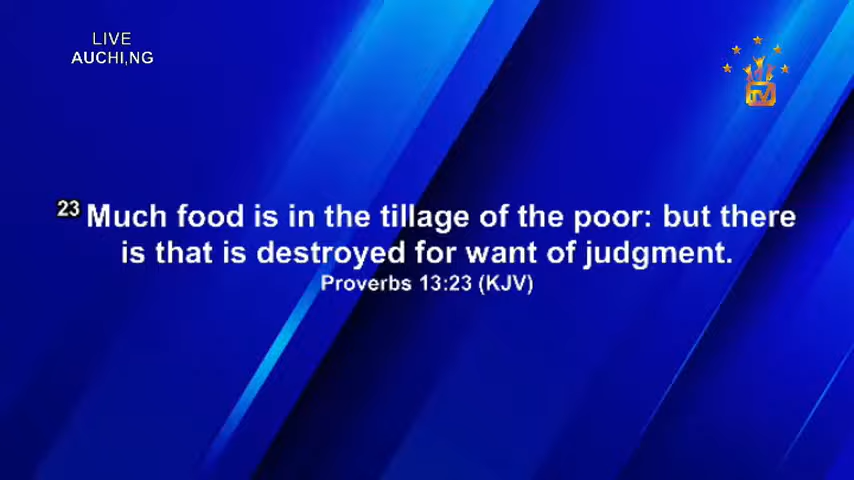 LIVE
AUCHI,NG
TV
23 Much food is in the tillage of the poor: but there
is that is destroyed for want of judgment.
Proverbs 13:23 (KJV)